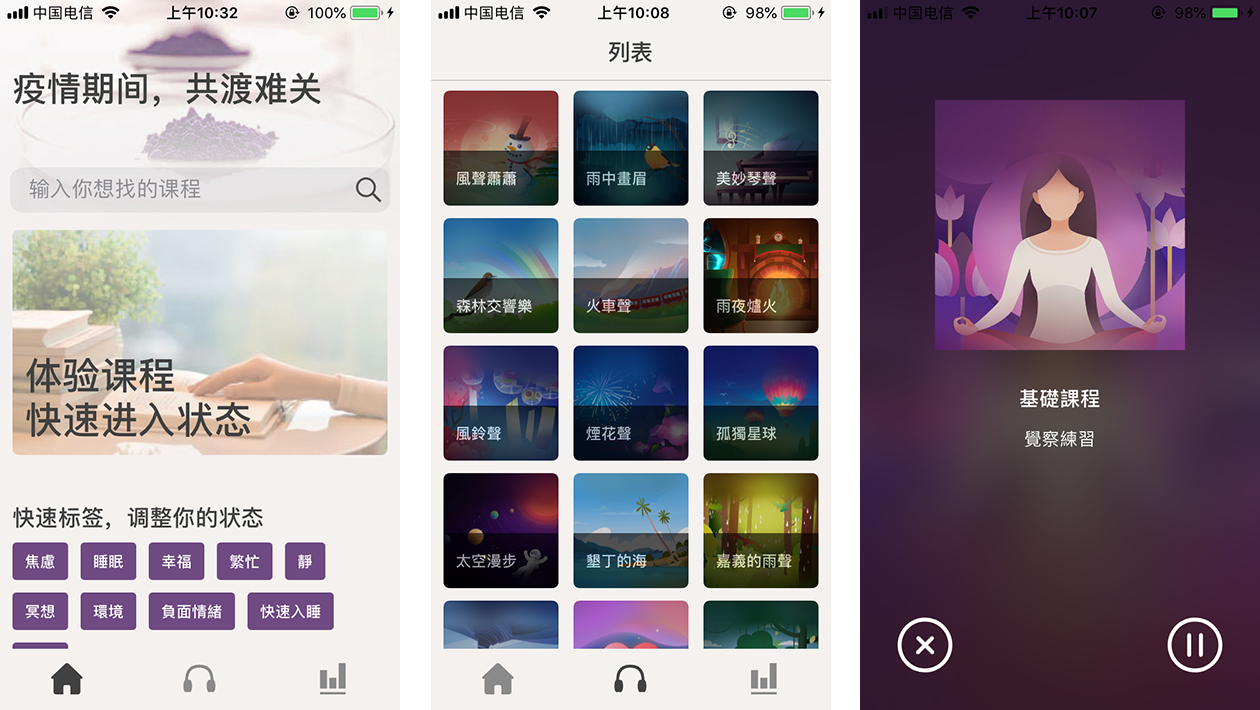 中国电信 上午10:32 100%
疫情期间，共渡难关
输入你想找的课程
体验课程
快速进入状态
快速标签，调整你的状态
焦慮 睡眠 幸福 繁忙 靜
冥想 環境 負面情緒 快速入睡
中国电信 上午10:08 98%
列表
風聲蕭蕭 雨中畫眉 美妙琴聲
森林交響樂 火車聲 雨夜爐火
風鈴聲 煙花聲 孤獨星球
太空漫步 墾丁的海 嘉義的雨聲
中国电信 上午10:07 98%
基礎課程
覺察練習